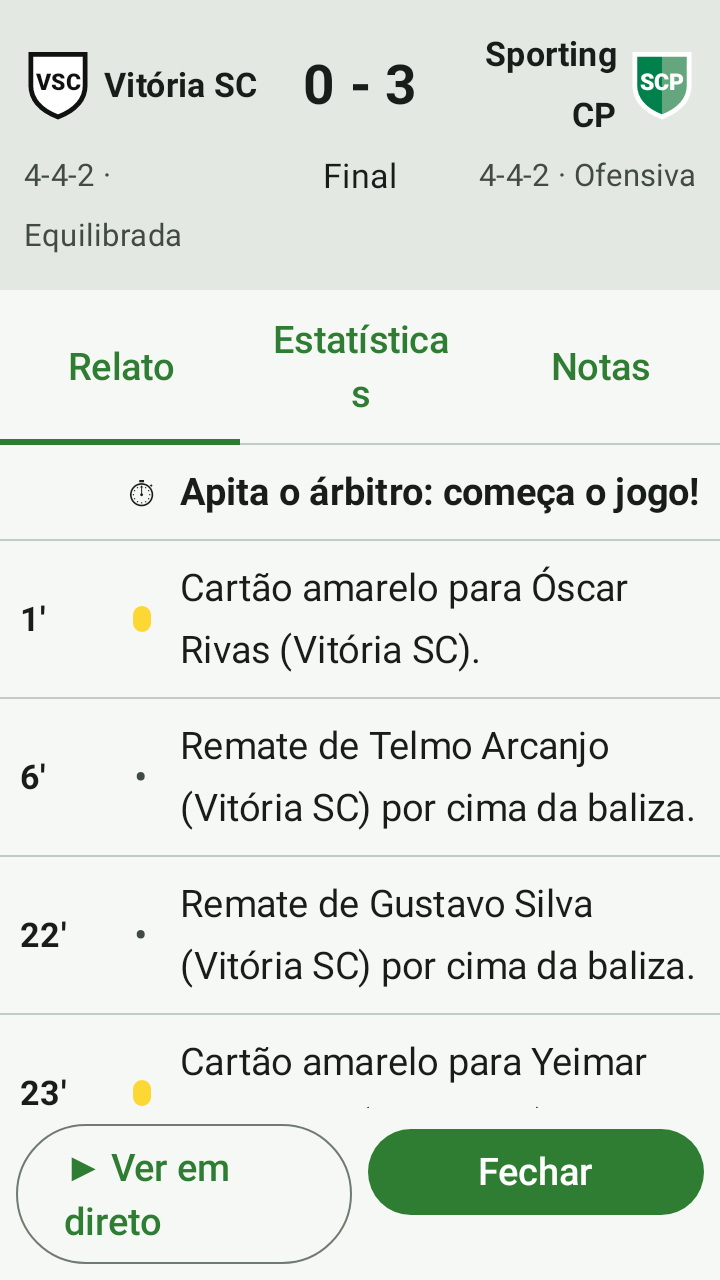 VSC Vitória SC 0 - 3 Sporting CP SCP
4-4-2 · Equilibrada
Final
4-4-2 · Ofensiva
Relato
Estatística
s
Notas
⏱ Apita o árbitro: começa o jogo!
1' Cartão amarelo para Óscar
Rivas (Vitória SC).
6' • Remate de Telmo Arcanjo
(Vitória SC) por cima da baliza.
22' • Remate de Gustavo Silva
(Vitória SC) por cima da baliza.
23' Cartão amarelo para Yeimar
► Ver em
direto
Fechar